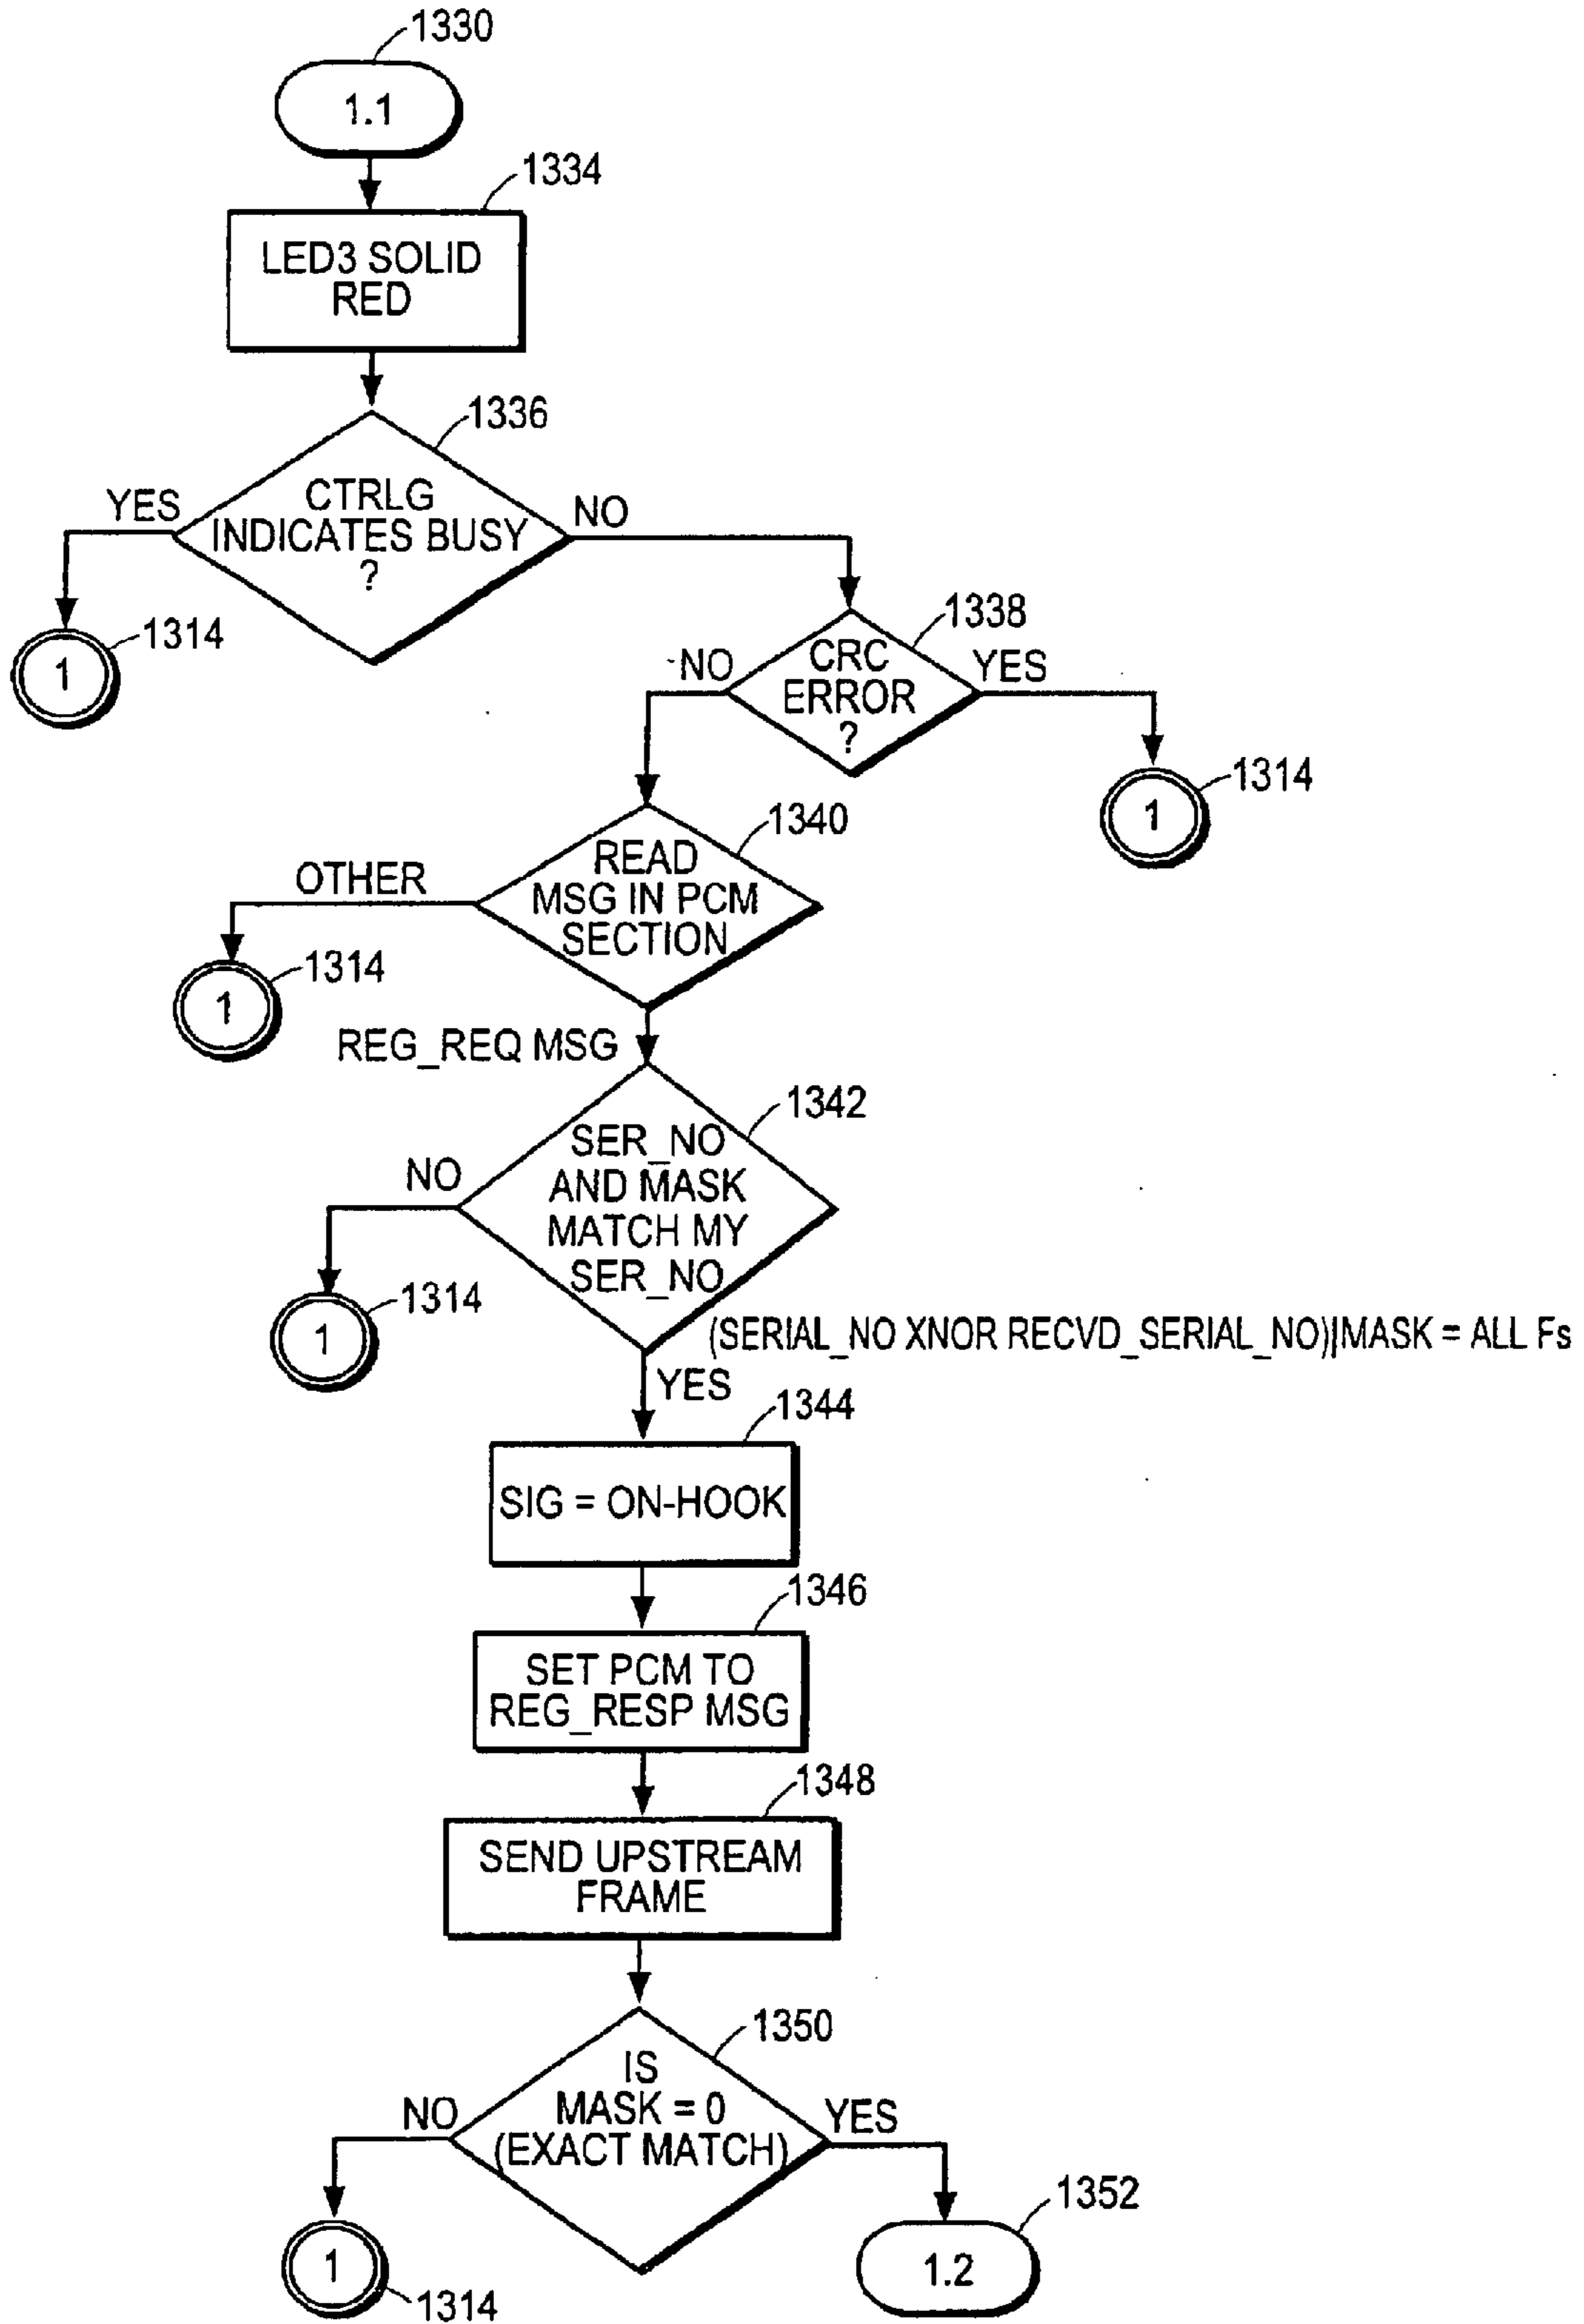 1330
1.1
1334
LED3 SOLID
RED
1336
CTRLG
INDICATES BUSY
?
YES
NO
1314
1
1338
CRC
ERROR
?
NO
YES
1314
1
1340
READ
MSG IN PCM
SECTION
OTHER
1314
1
REG_REQ MSG
1342
SER_NO
AND MASK
MATCH MY
SER_NO
NO
1314
1
(SERIAL_NO XNOR RECVD_SERIAL_NO)|MASK = ALL Fs
YES
1344
SIG = ON-HOOK
1346
SET PCM TO
REG_RESP MSG
1348
SEND UPSTREAM
FRAME
1350
IS
MASK = 0
(EXACT MATCH)
NO
YES
1352
1
1.2
1314